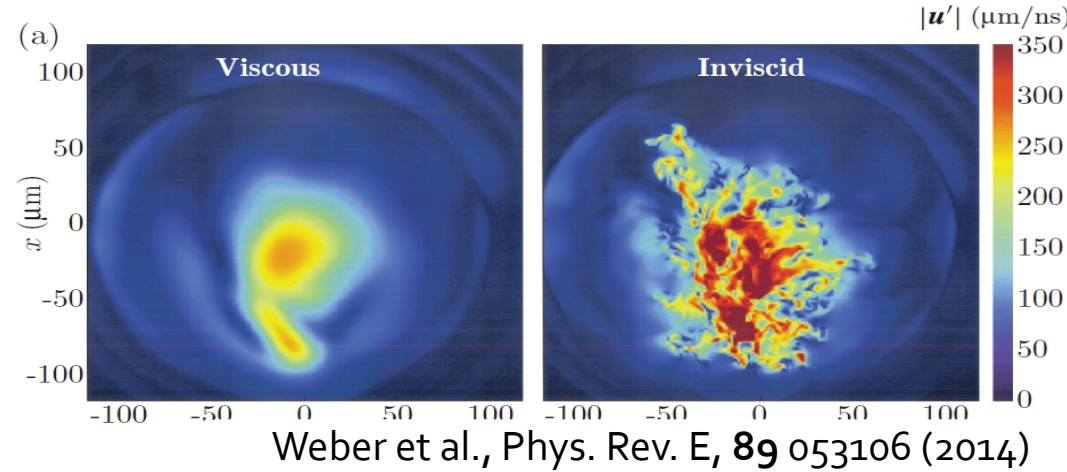 |u′| (μm/ns)
(a)
Viscous
Inviscid
100
50
0
-50
-100
x (μm)
-100 -50 0 50 100
-100 -50 0 50 100
350
300
250
200
150
100
50
0
Weber et al., Phys. Rev. E, 89 053106 (2014)